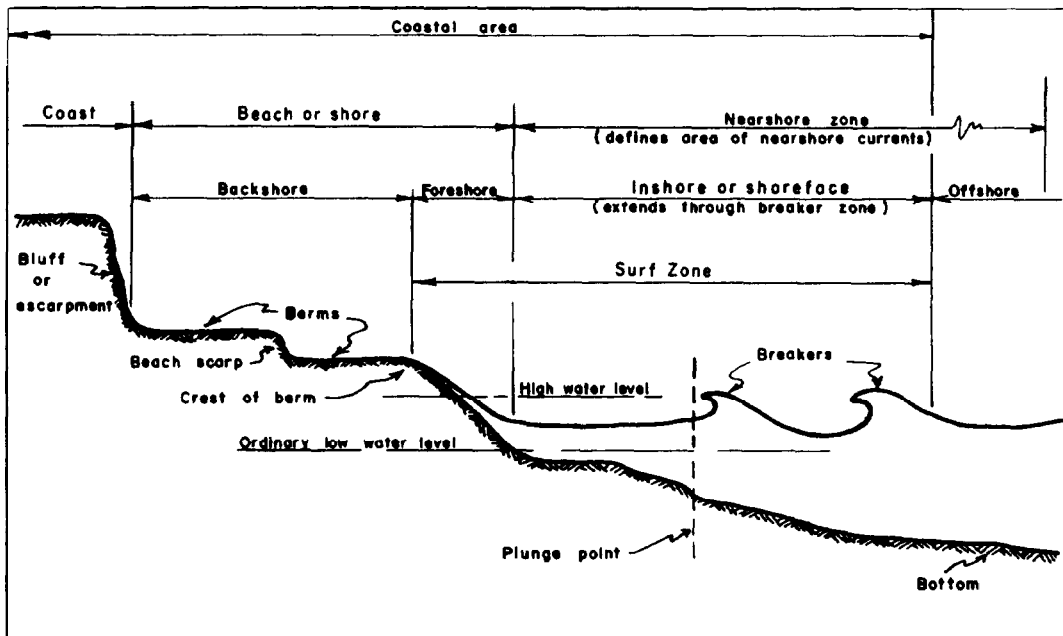 Coastal area
Coast
Beach or shore
Nearshore zone
(defines area of nearshore currents)
Backshore
Foreshore
Inshore or shoreface
(extends through breaker zone)
Offshore
Surf Zone
Bluff
or
escarpment
Berms
Beach scarp
Crest of berm
High water level
Breakers
Ordinary low water level
Plunge point
Bottom